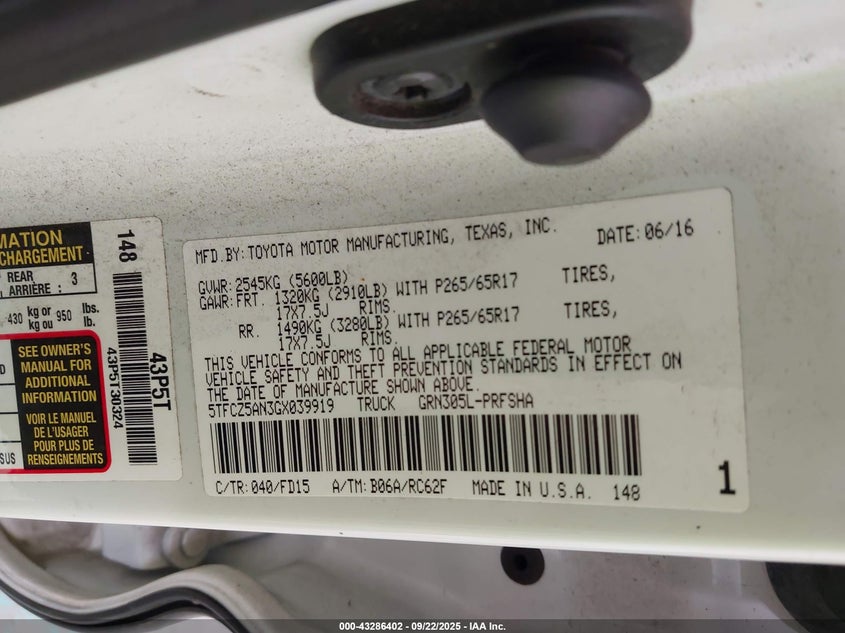 MATION
CHARGEMENT
REAR
ARRIÈRE : 3
430 kg or 950 lbs.
kg ou lb.
SEE OWNER'S
MANUAL FOR
ADDITIONAL
INFORMATION
VOIR LE MANUEL
DE L'USAGER
POUR PLUS DE
RENSEIGNEMENTS
SUS
148
43P5T30324
43P5T
MFD.BY:TOYOTA MOTOR MANUFACTURING, TEXAS, INC. DATE:06/16
GVWR:2545KG (5600LB)
GAWR:FRT. 1320KG (2910LB) WITH P265/65R17 TIRES,
17X7.5J RIMS.
RR. 1490KG (3280LB) WITH P265/65R17 TIRES,
17X7.5J RIMS.
THIS VEHICLE CONFORMS TO ALL APPLICABLE FEDERAL MOTOR
VEHICLE SAFETY AND THEFT PREVENTION STANDARDS IN EFFECT ON
THE DATE OF MANUFACTURE SHOWN ABOVE.
5TFCZ5AN3GX039919 TRUCK GRN305L-PRFSHA
C/TR:040/FD15 A/TM:B06A/RC62F MADE IN U.S.A. 148
1
000-43286402 - 09/22/2025 - IAA Inc.